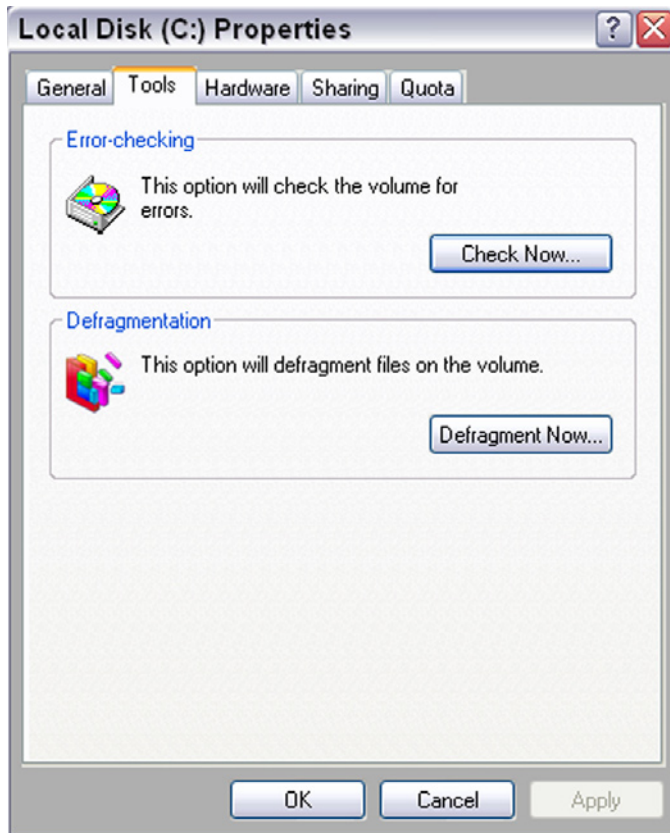 Local Disk (C:) Properties
?
General Tools Hardware Sharing Quota
Error-checking
This option will check the volume for
errors.
Check Now...
Defragmentation
This option will defragment files on the volume.
Defragment Now...
OK Cancel Apply